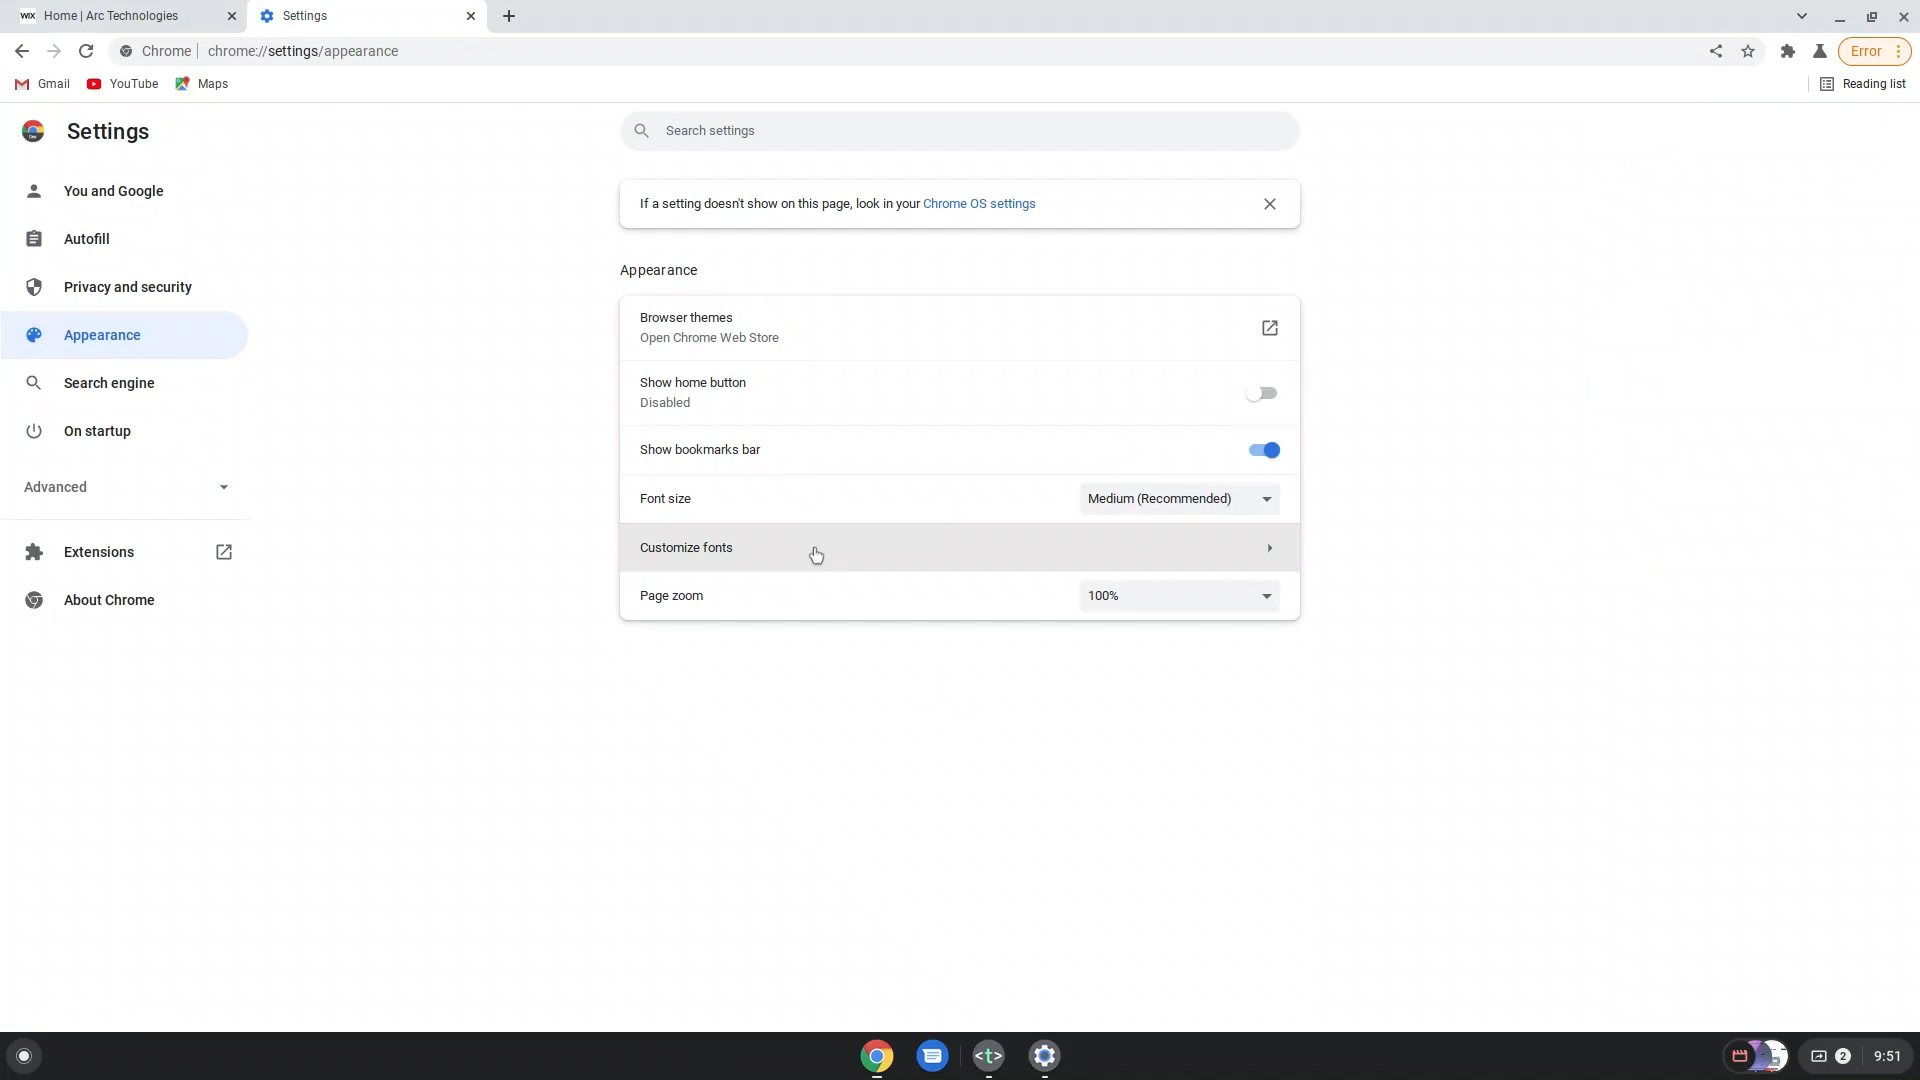 WIX Home | Arc Technologies
Settings
Chrome | chrome://settings/appearance
Error
Gmail YouTube Maps
Reading list
Settings
Search settings
You and Google
Autofill
Privacy and security
Appearance
Search engine
On startup
Advanced
Extensions
About Chrome
If a setting doesn't show on this page, look in your Chrome OS settings
Appearance
Browser themes
Open Chrome Web Store
Show home button
Disabled
Show bookmarks bar
Font size Medium (Recommended)
Customize fonts
Page zoom 100%
<t>
2 9:51